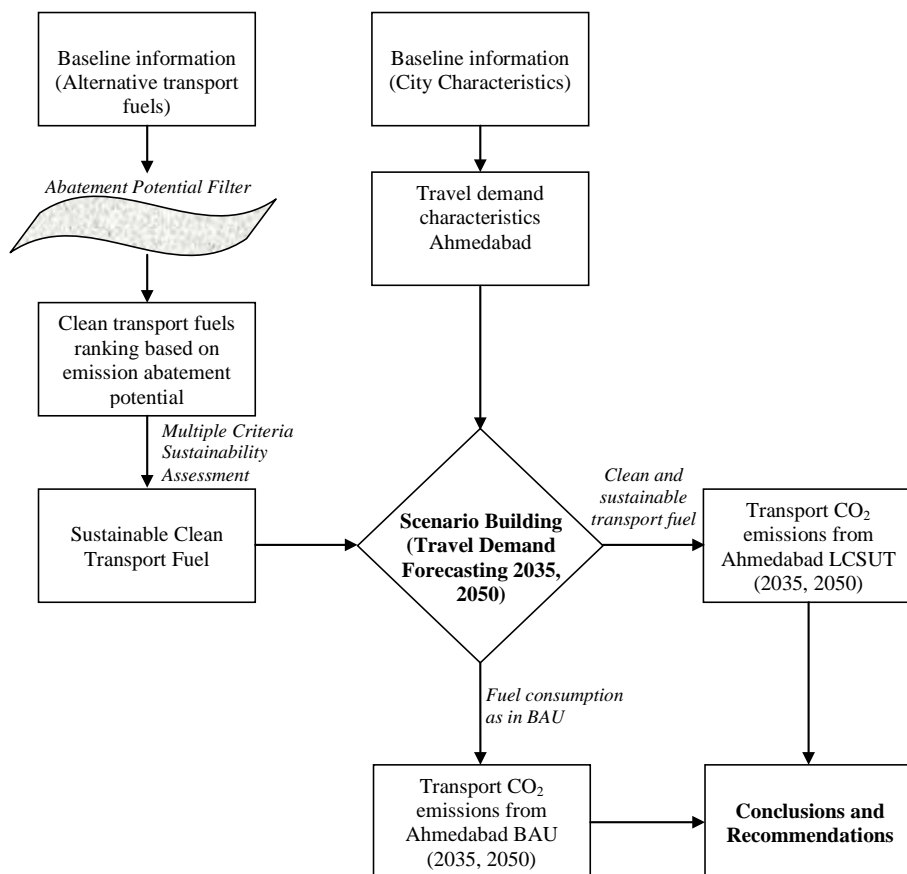 Baseline information
(Alternative transport
fuels)
Baseline information
(City Characteristics)
Abatement Potential Filter
Travel demand
characteristics
Ahmedabad
Clean transport fuels
ranking based on
emission abatement
potential
Multiple Criteria
Sustainability
Assessment
Sustainable Clean
Transport Fuel
Scenario Building
(Travel Demand
Forecasting 2035,
2050)
Clean and
sustainable
transport fuel
Transport CO₂
emissions from
Ahmedabad LCSUT
(2035, 2050)
Fuel consumption
as in BAU
Transport CO₂
emissions from
Ahmedabad BAU
(2035, 2050)
Conclusions and
Recommendations